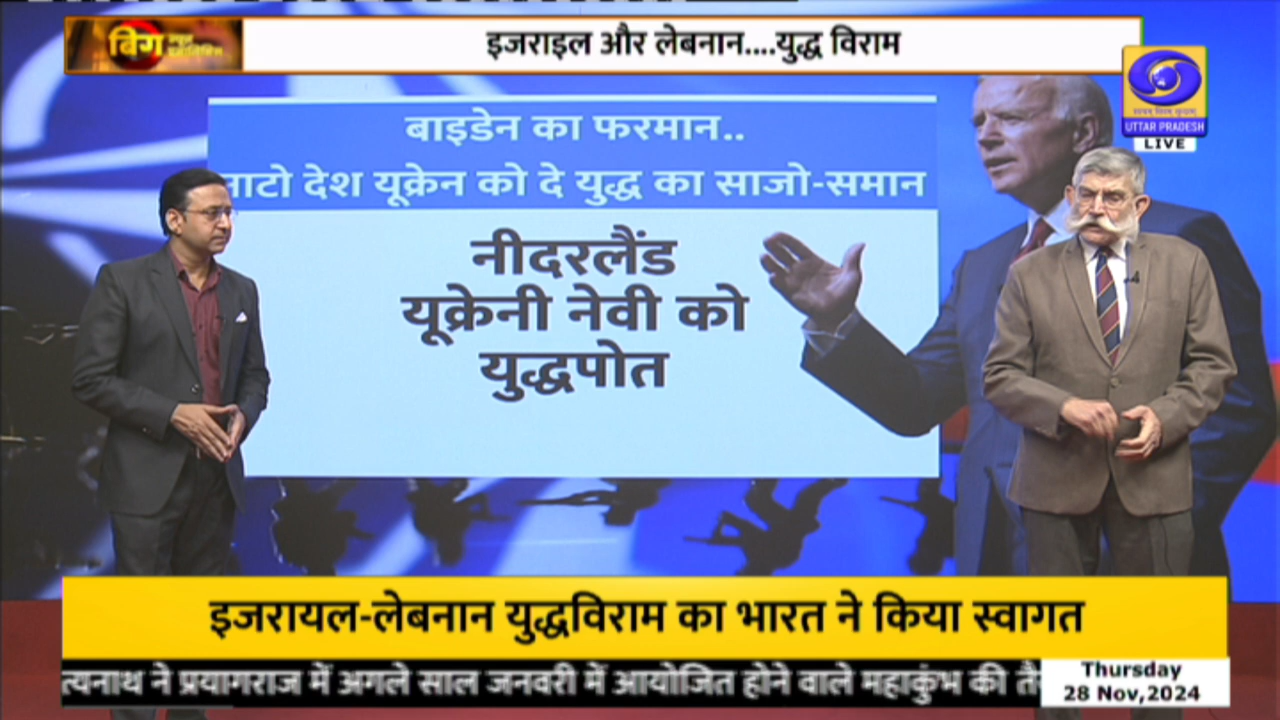 बिग
इजराइल और लेबनान....युद्ध विराम
UTTAR PRADESH
LIVE
बाइडेन का फरमान..
नाटो देश यूक्रेन को दे युद्ध का साजो-समान
नीदरलैंड
यूक्रेनी नेवी को
युद्धपोत
इजरायल-लेबनान युद्धविराम का भारत ने किया स्वागत
त्यनाथ ने प्रयागराज में अगले साल जनवरी में आयोजित होने वाले महाकुंभ की तै
Thursday
28 Nov,2024